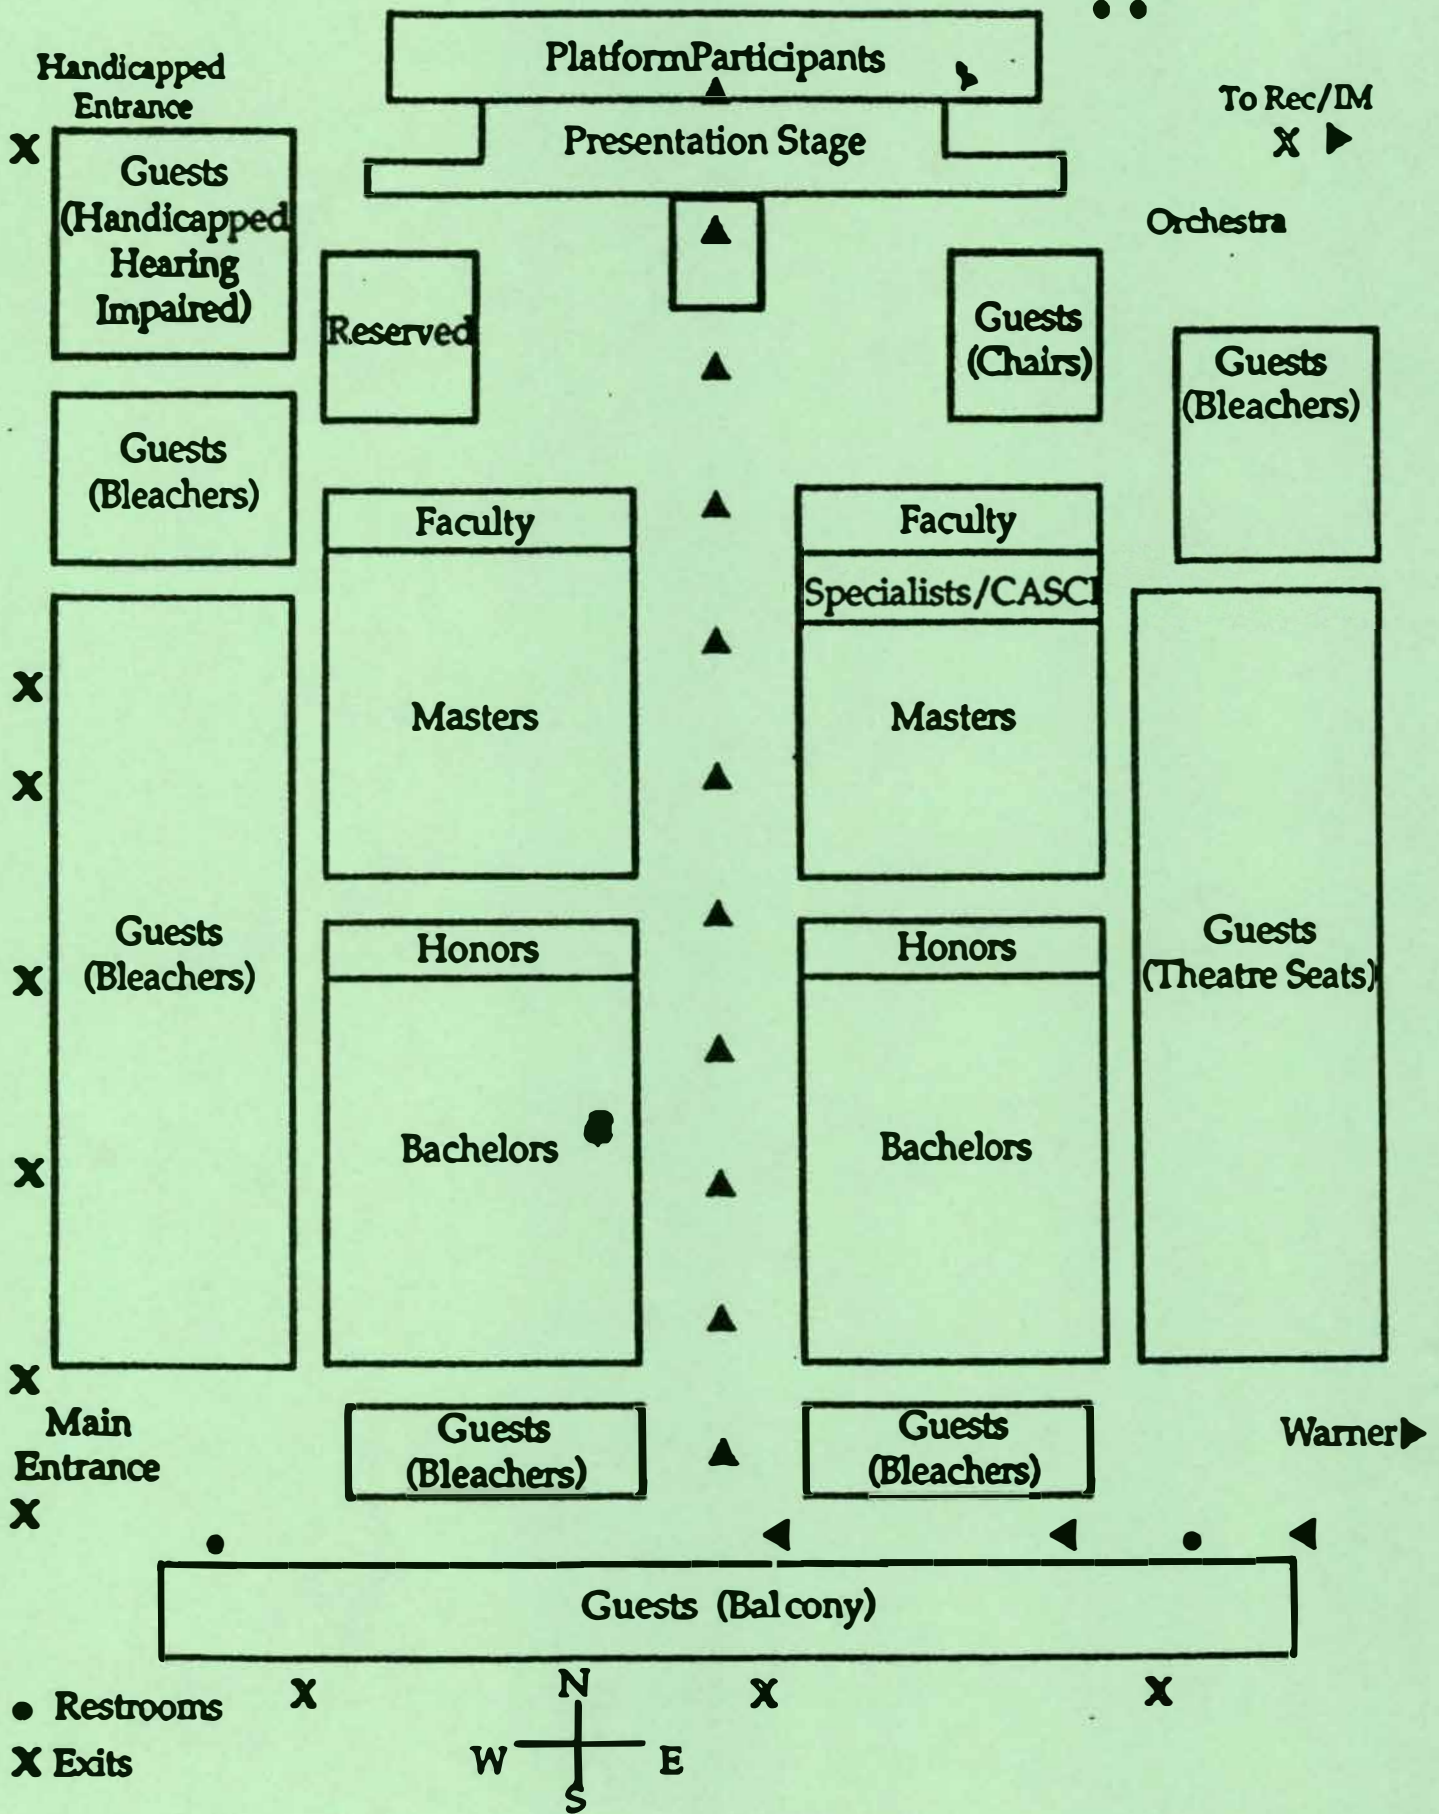 PlatformParticipants
Handicapped
Entrance
To Rec/IM
X
X
Presentation Stage
Guests
(Handicapped
Hearing
Impaired)
Orchestra
Reserved
Guests
(Chairs)
Guests
(Bleachers)
Guests
(Bleachers)
Faculty
Faculty
Specialists/CASCI
X
Masters
Masters
X
Guests
(Bleachers)
Honors
Honors
Guests
(Theatre Seats)
X
Bachelors
Bachelors
X
X
Main
Entrance
X
Guests
(Bleachers)
Guests
(Bleachers)
Warner
Guests (Balcony)
X
N
X
X
Restrooms
W
E
X Exits
S